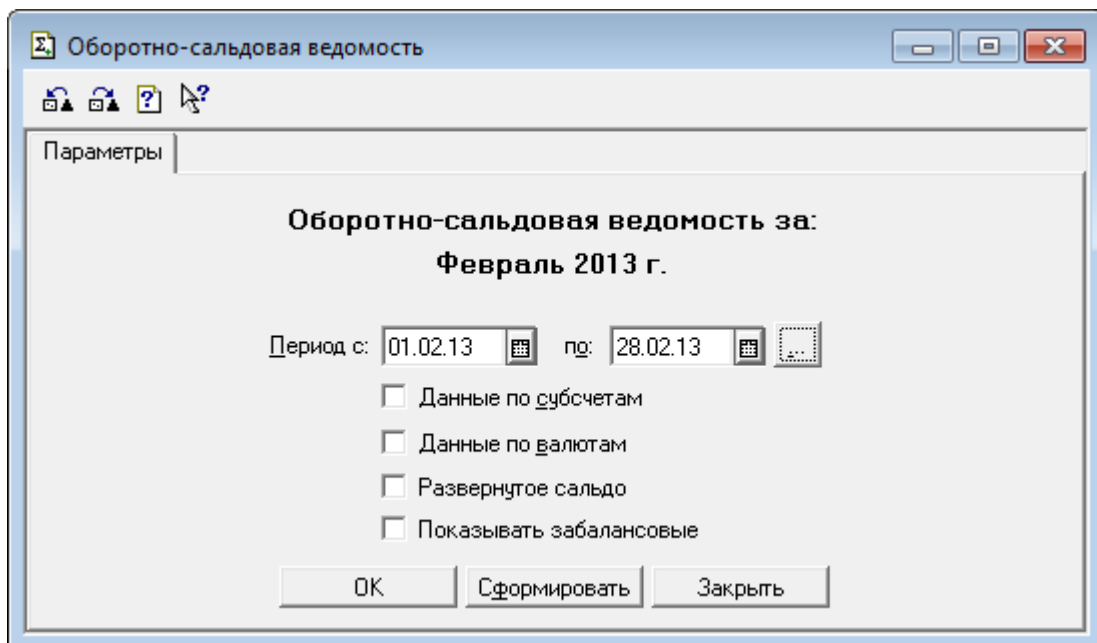 Оборотно-сальдовая ведомость
Параметры
Оборотно-сальдовая ведомость за:
Февраль 2013 г.
Период с: 01.02.13 по: 28.02.13 ...
Данные по субсчетам
Данные по валютам
Развернутое сальдо
Показывать забалансовые
ОК Сформировать Закрыть